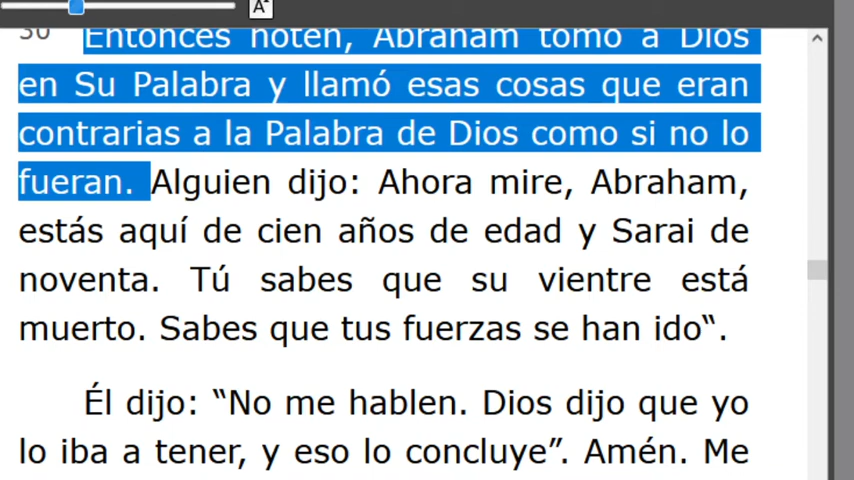 A
30 Entonces noten, Abraham tomó a Dios
en Su Palabra y llamó esas cosas que eran
contrarias a la Palabra de Dios como si no lo
fueran. Alguien dijo: Ahora mire, Abraham,
estás aquí de cien años de edad y Sarai de
noventa. Tú sabes que su vientre está
muerto. Sabes que tus fuerzas se han ido‟.
Él dijo: “No me hablen. Dios dijo que yo
lo iba a tener, y eso lo concluye”. Amén. Me